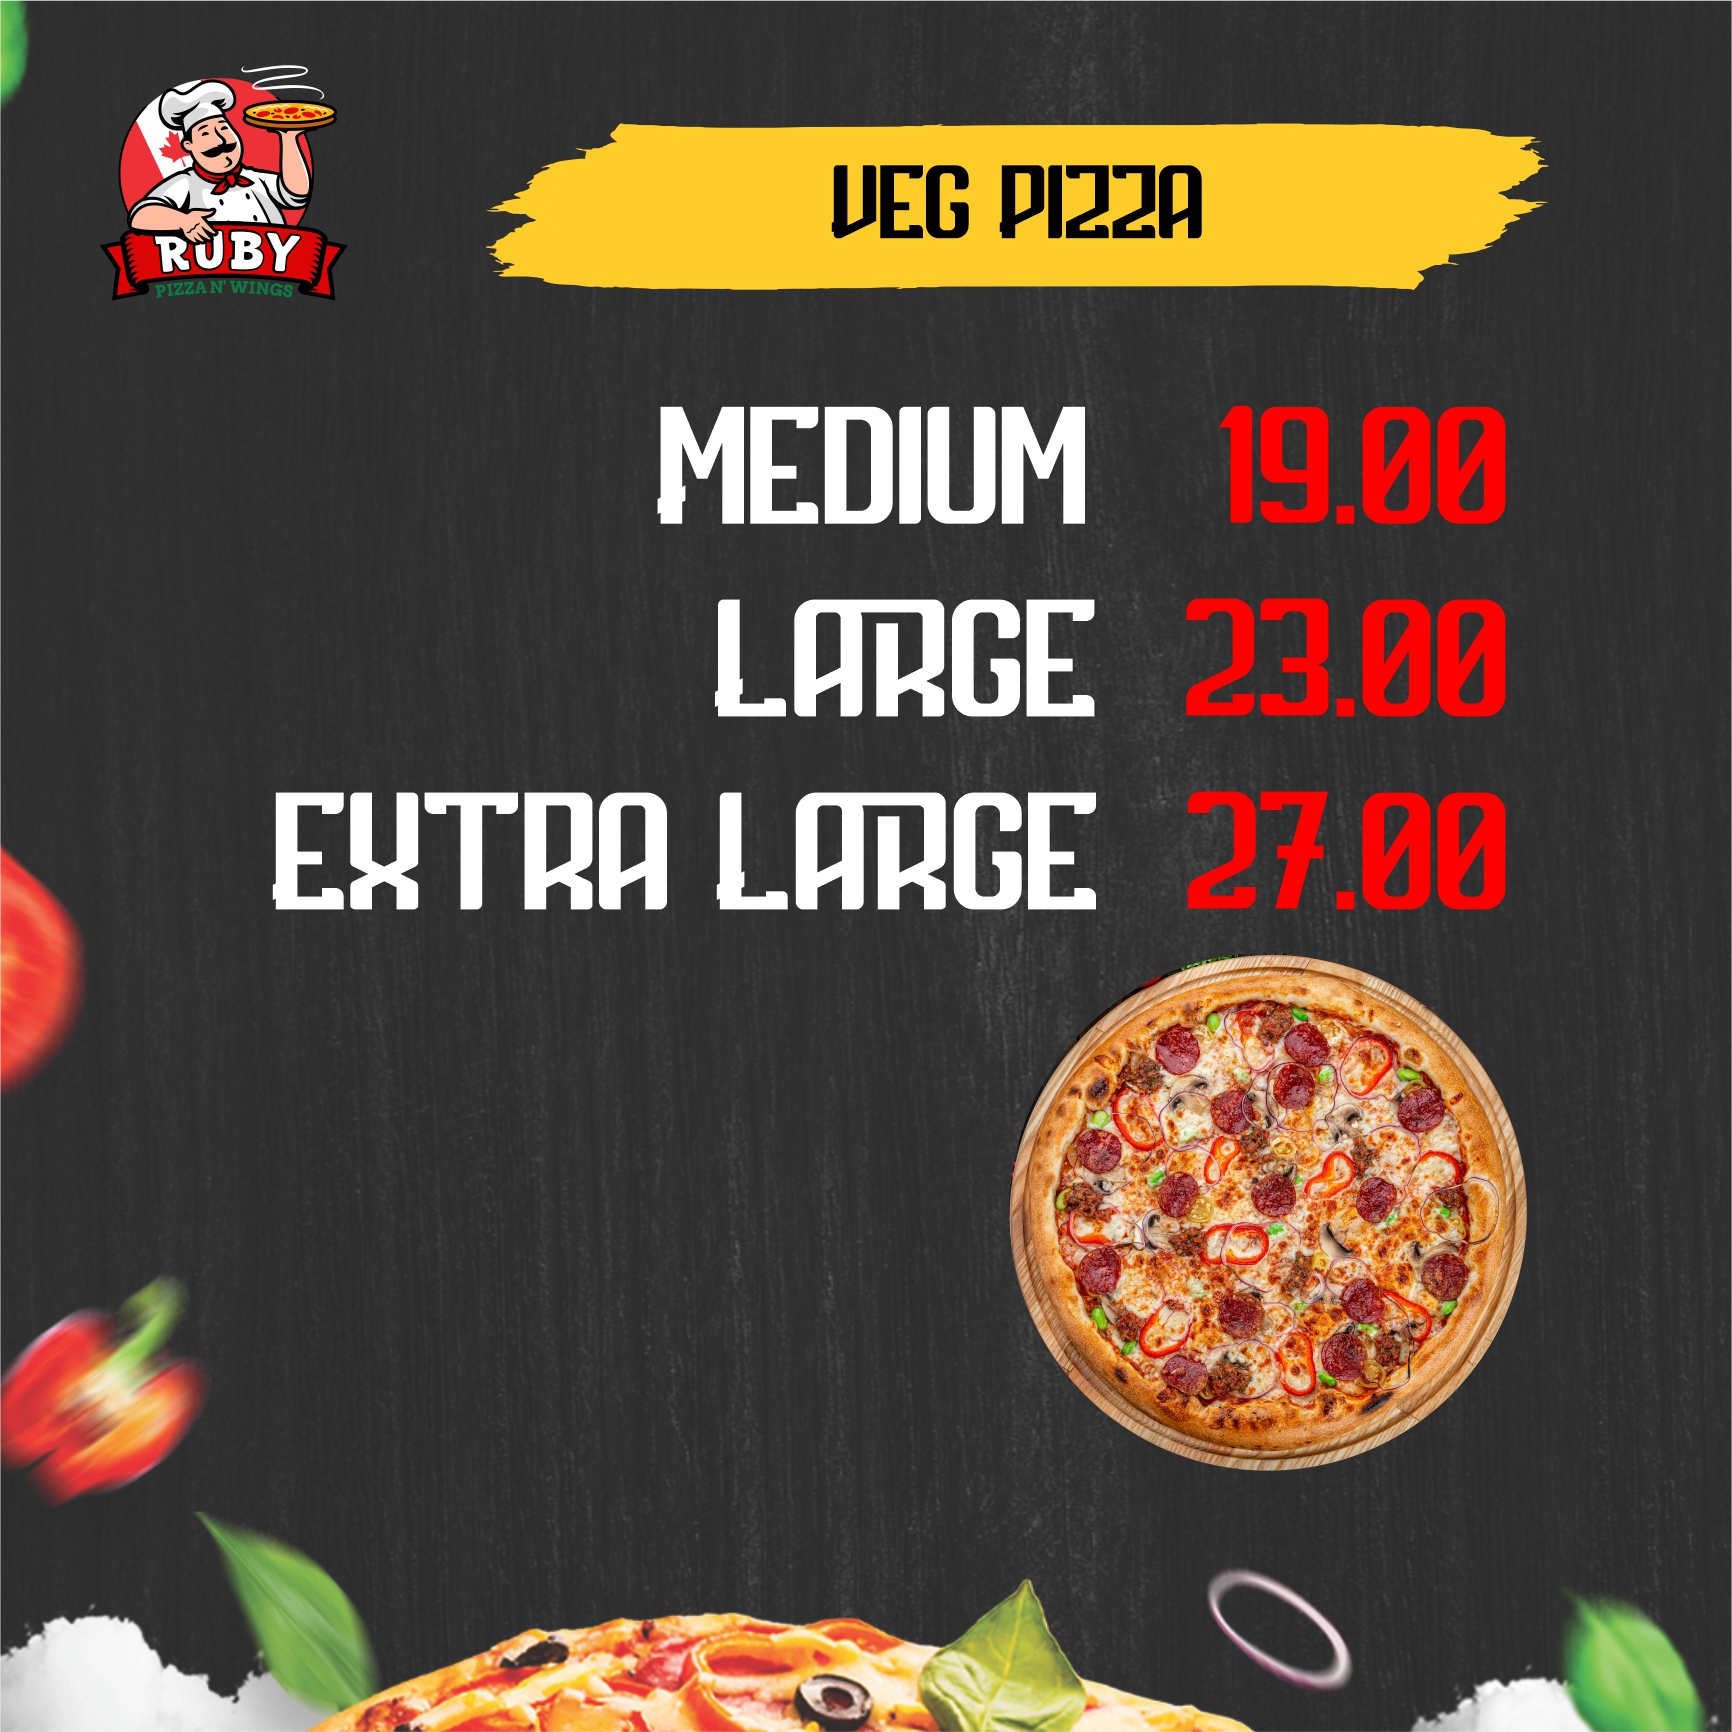 RUBY
PIZZA N' WINGS
VEG PIZZA
MEDIUM 19.00
LARGE 23.00
EXTRA LARGE 27.00